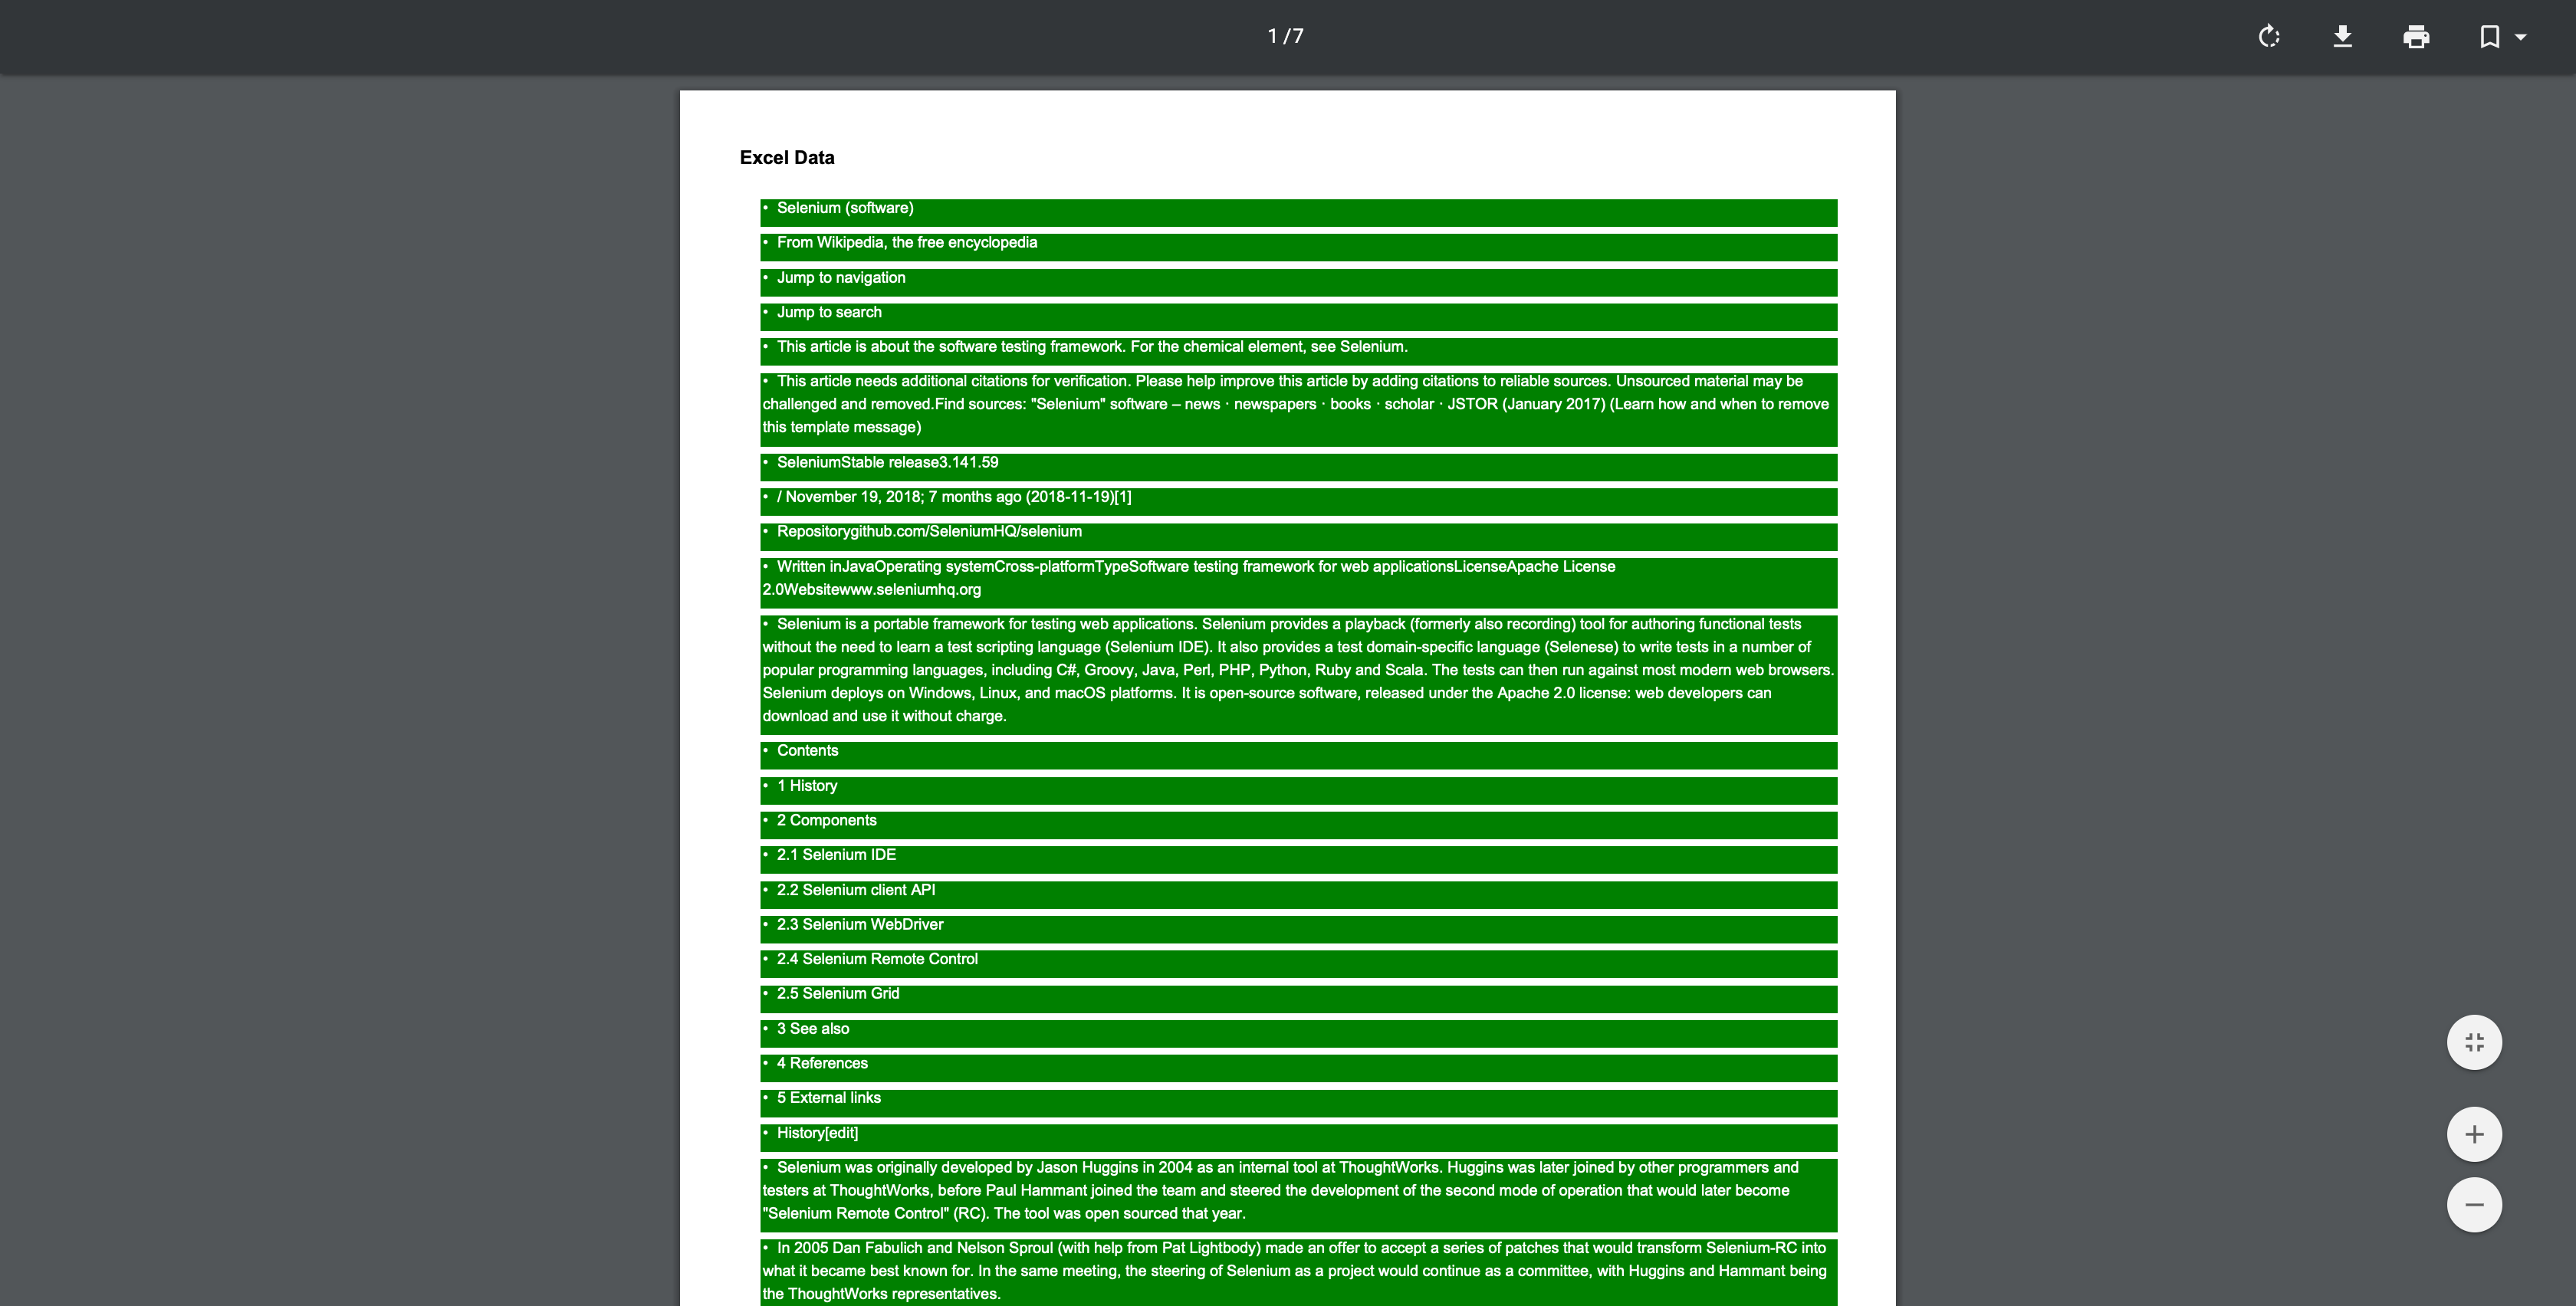 1 / 7
Excel Data
• Selenium (software)
• From Wikipedia, the free encyclopedia
• Jump to navigation
• Jump to search
• This article is about the software testing framework. For the chemical element, see Selenium.
• This article needs additional citations for verification. Please help improve this article by adding citations to reliable sources. Unsourced material may be
challenged and removed.Find sources: "Selenium" software – news · newspapers · books · scholar · JSTOR (January 2017) (Learn how and when to remove
this template message)
• SeleniumStable release3.141.59
• / November 19, 2018; 7 months ago (2018-11-19)[1]
• Repositorygithub.com/SeleniumHQ/selenium
• Written inJavaOperating systemCross-platformTypeSoftware testing framework for web applicationsLicenseApache License
2.0Websitewww.seleniumhq.org
• Selenium is a portable framework for testing web applications. Selenium provides a playback (formerly also recording) tool for authoring functional tests
without the need to learn a test scripting language (Selenium IDE). It also provides a test domain-specific language (Selenese) to write tests in a number of
popular programming languages, including C#, Groovy, Java, Perl, PHP, Python, Ruby and Scala. The tests can then run against most modern web browsers.
Selenium deploys on Windows, Linux, and macOS platforms. It is open-source software, released under the Apache 2.0 license: web developers can
download and use it without charge.
• Contents
• 1 History
• 2 Components
• 2.1 Selenium IDE
• 2.2 Selenium client API
• 2.3 Selenium WebDriver
• 2.4 Selenium Remote Control
• 2.5 Selenium Grid
• 3 See also
• 4 References
• 5 External links
• History[edit]
• Selenium was originally developed by Jason Huggins in 2004 as an internal tool at ThoughtWorks. Huggins was later joined by other programmers and
testers at ThoughtWorks, before Paul Hammant joined the team and steered the development of the second mode of operation that would later become
"Selenium Remote Control" (RC). The tool was open sourced that year.
• In 2005 Dan Fabulich and Nelson Sproul (with help from Pat Lightbody) made an offer to accept a series of patches that would transform Selenium-RC into
what it became best known for. In the same meeting, the steering of Selenium as a project would continue as a committee, with Huggins and Hammant being
the ThoughtWorks representatives.